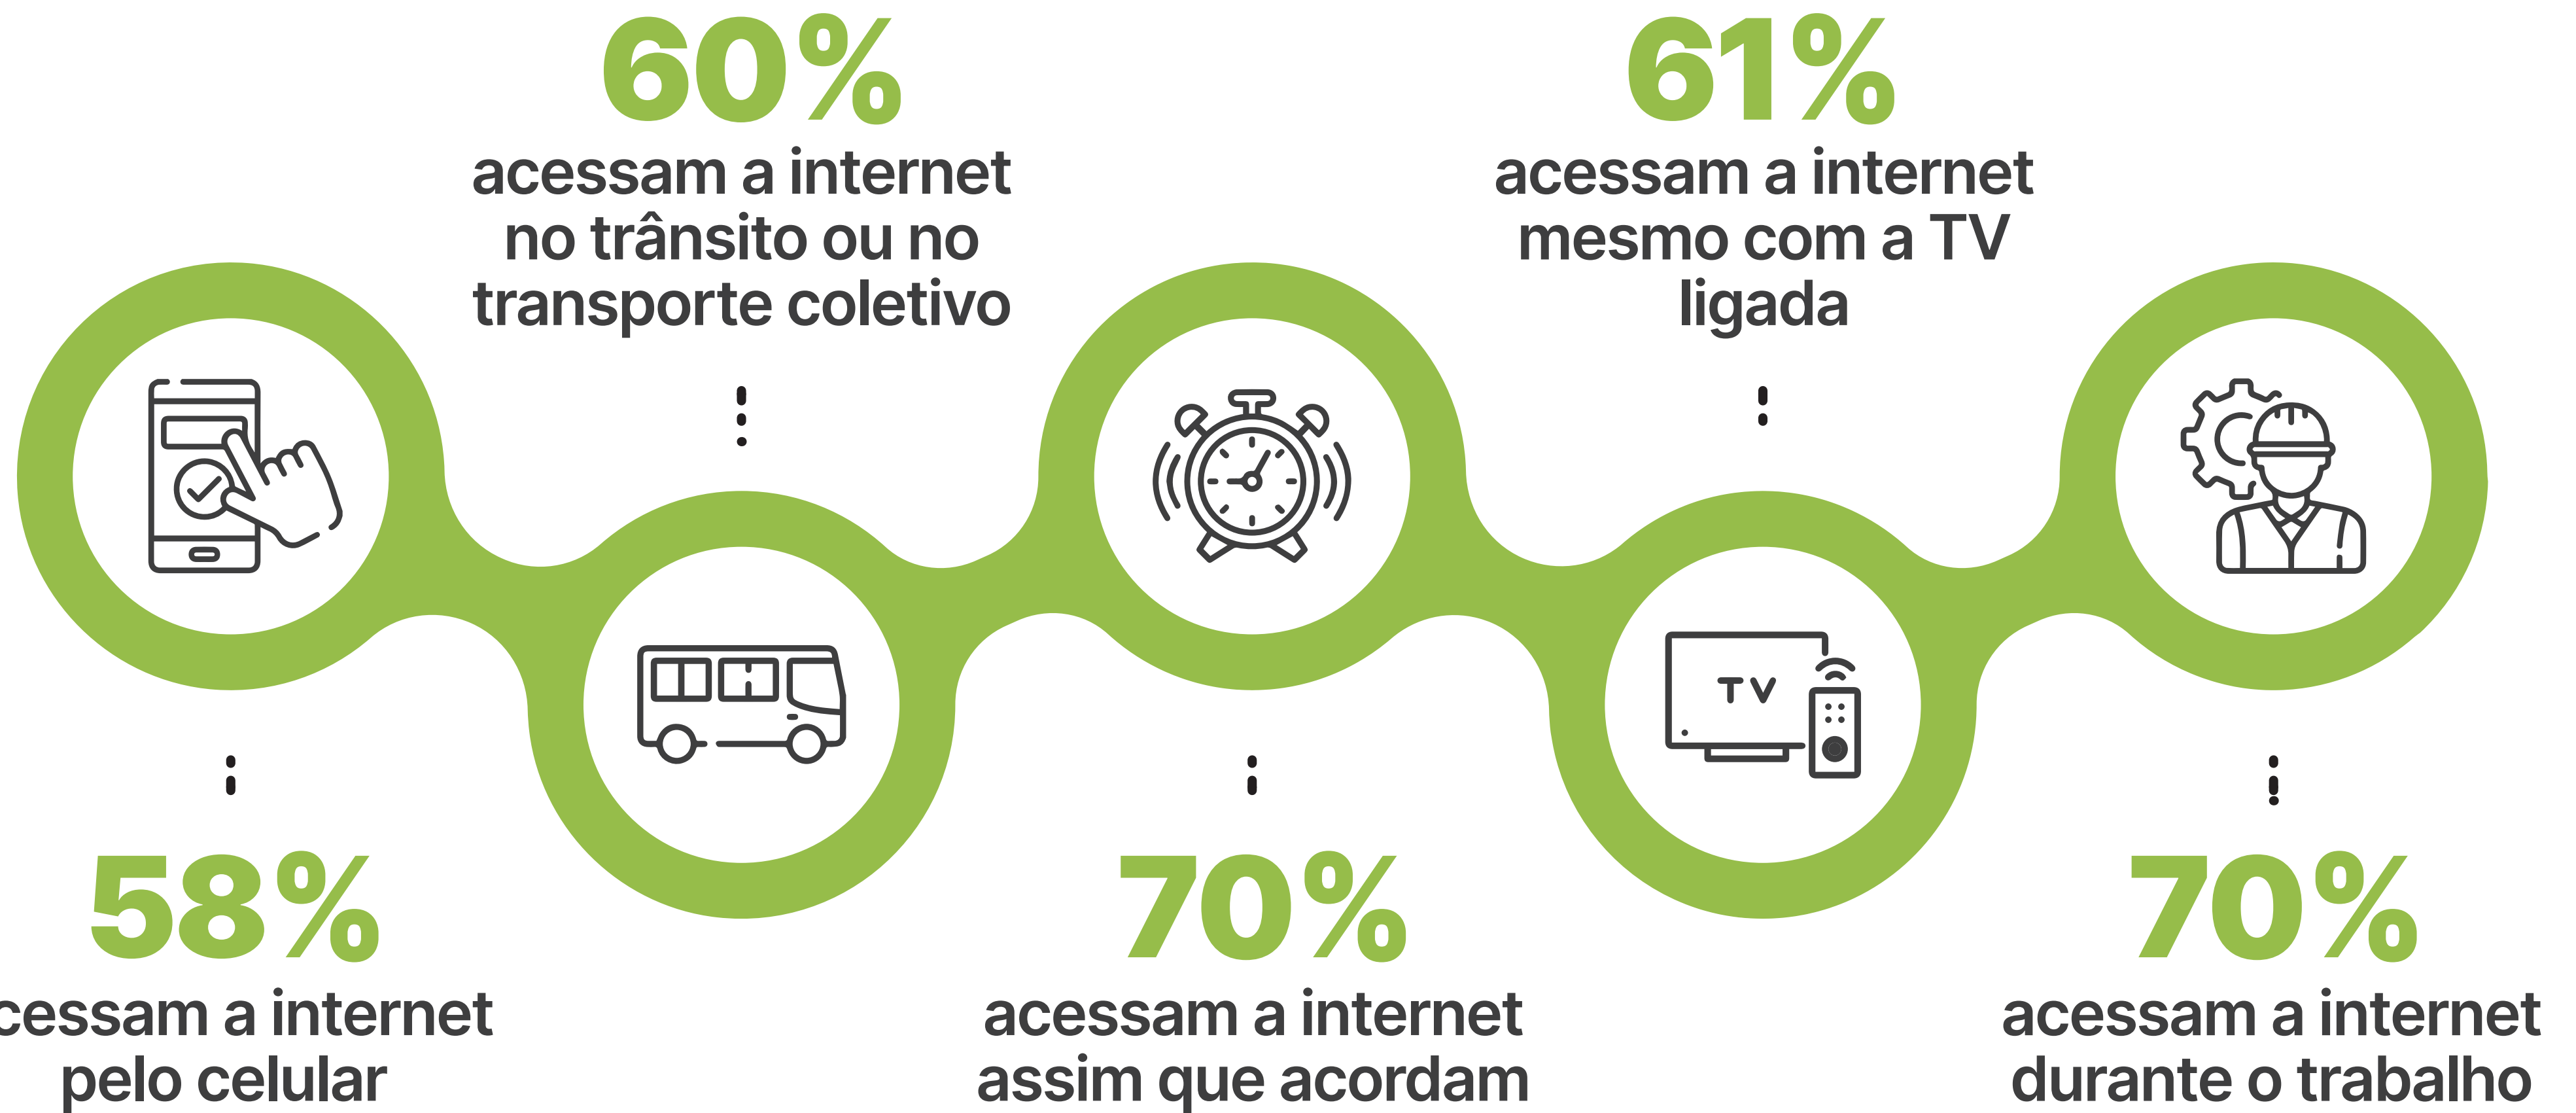 60%
acessam a internet
no trânsito ou no
transporte coletivo
61%
acessam a internet
mesmo com a TV
ligada
TV
58%
cessam a internet
pelo celular
70%
acessam a internet
assim que acordam
70%
acessam a internet
durante o trabalho